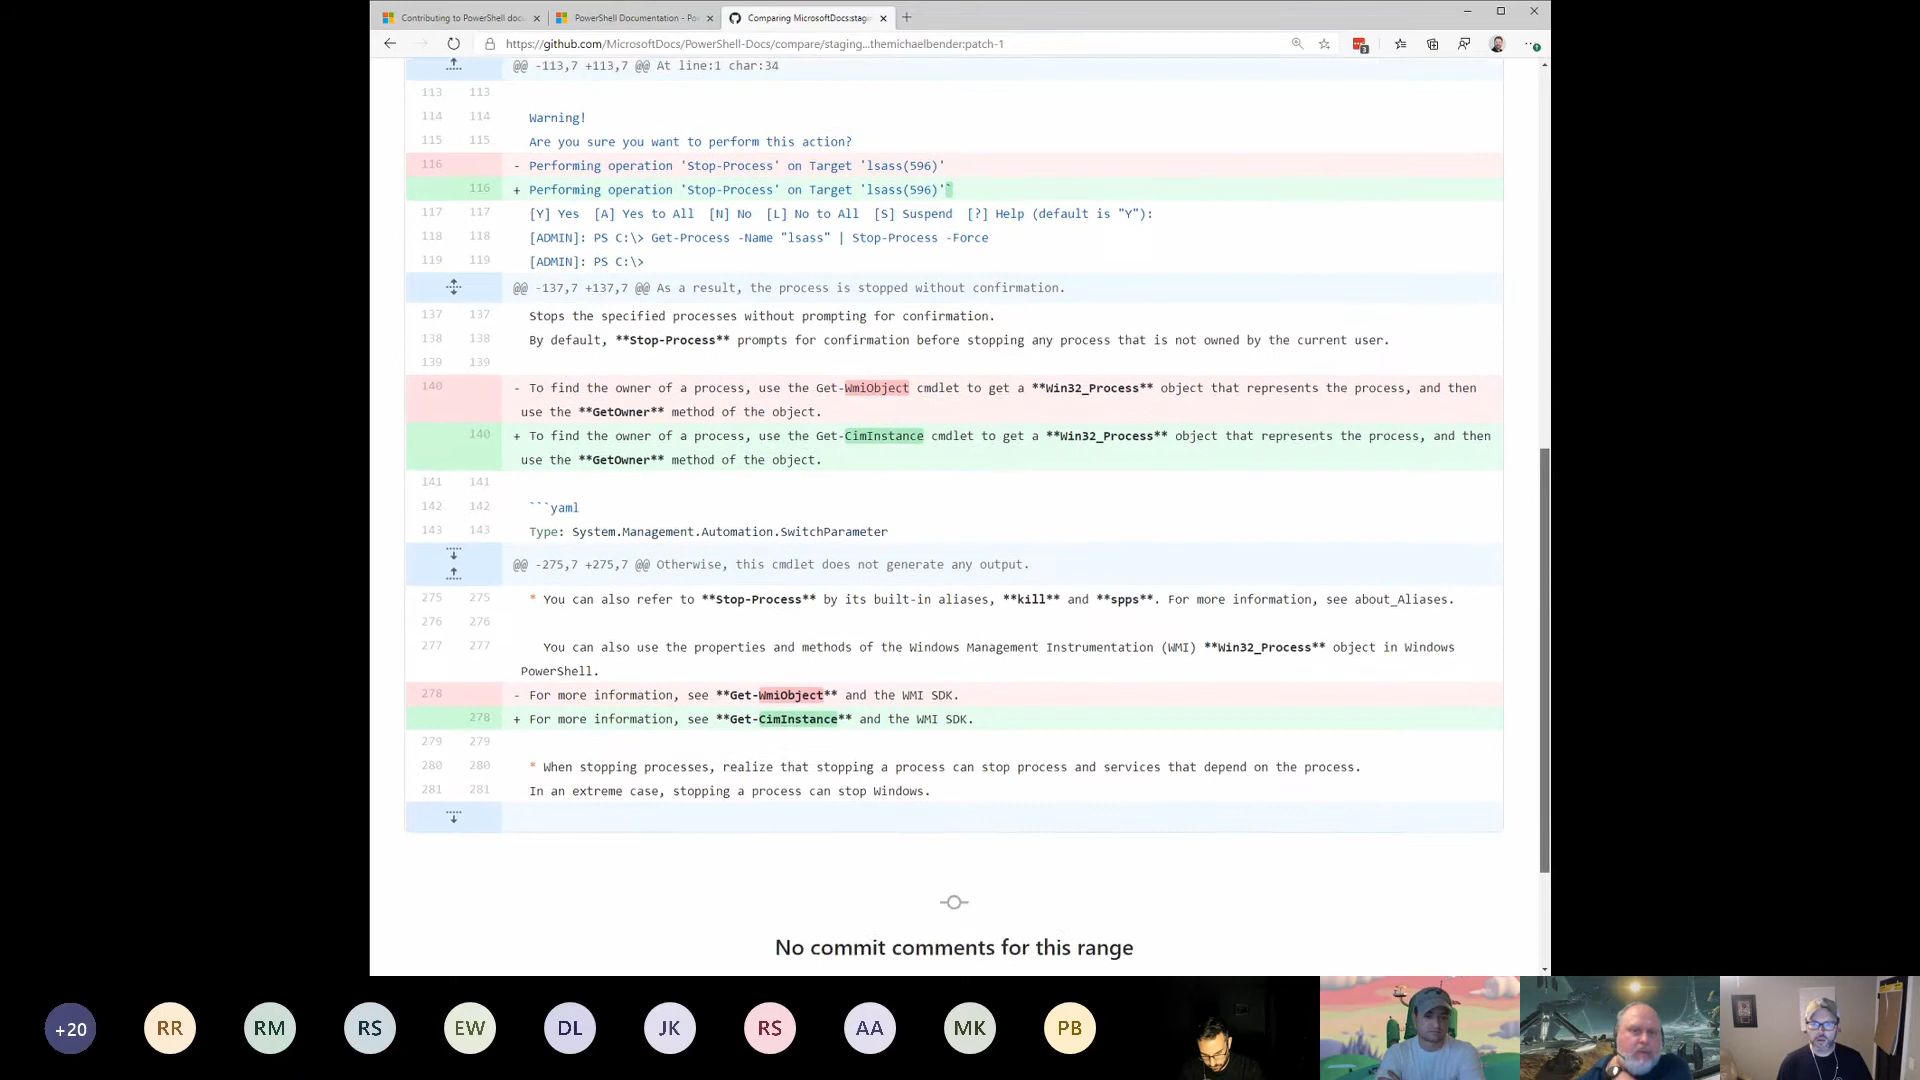 Contributing to PowerShell docu
PowerShell Documentation - Po
Comparing MicrosoftDocs:stagin
https://github.com/MicrosoftDocs/PowerShell-Docs/compare/staging...themichaelbender:patch-1
@@ -113,7 +113,7 @@ At line:1 char:34
113 113
114 114 Warning!
115 115 Are you sure you want to perform this action?
116 - Performing operation 'Stop-Process' on Target 'lsass(596)'
116 + Performing operation 'Stop-Process' on Target 'lsass(596)'`
117 117 [Y] Yes [A] Yes to All [N] No [L] No to All [S] Suspend [?] Help (default is "Y"):
118 118 [ADMIN]: PS C:\> Get-Process -Name "lsass" | Stop-Process -Force
119 119 [ADMIN]: PS C:\>
@@ -137,7 +137,7 @@ As a result, the process is stopped without confirmation.
137 137 Stops the specified processes without prompting for confirmation.
138 138 By default, **Stop-Process** prompts for confirmation before stopping any process that is not owned by the current user.
139 139
140 - To find the owner of a process, use the Get-WmiObject cmdlet to get a **Win32_Process** object that represents the process, and then
use the **GetOwner** method of the object.
140 + To find the owner of a process, use the Get-CimInstance cmdlet to get a **Win32_Process** object that represents the process, and then
use the **GetOwner** method of the object.
141 141
142 142 ```yaml
143 143 Type: System.Management.Automation.SwitchParameter
@@ -275,7 +275,7 @@ Otherwise, this cmdlet does not generate any output.
275 275 * You can also refer to **Stop-Process** by its built-in aliases, **kill** and **spps**. For more information, see about_Aliases.
276 276
277 277 You can also use the properties and methods of the Windows Management Instrumentation (WMI) **Win32_Process** object in Windows
PowerShell.
278 - For more information, see **Get-WmiObject** and the WMI SDK.
278 + For more information, see **Get-CimInstance** and the WMI SDK.
279 279
280 280 * When stopping processes, realize that stopping a process can stop process and services that depend on the process.
281 281 In an extreme case, stopping a process can stop Windows.
No commit comments for this range
+20 RR RM RS EW DL JK RS AA MK PB